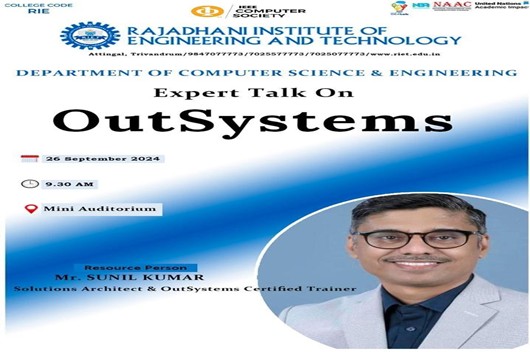 COLLEGE CODE
RIE
IEEE
COMPUTER
SOCIETY
NAAC
United Nations
Academic Impact
RAJADHANI INSTITUTE OF
ENGINEERING AND TECHNOLOGY
Attingal, Trivandrum/9847077773/7025577773/7025077773/www.riet.edu.in
DEPARTMENT OF COMPUTER SCIENCE & ENGINEERING
Expert Talk On
OutSystems
26 September 2024
9.30 AM
Mini Auditorium
Resource Person
Mr. SUNIL KUMAR
Solutions Architect & OutSystems Certified Trainer